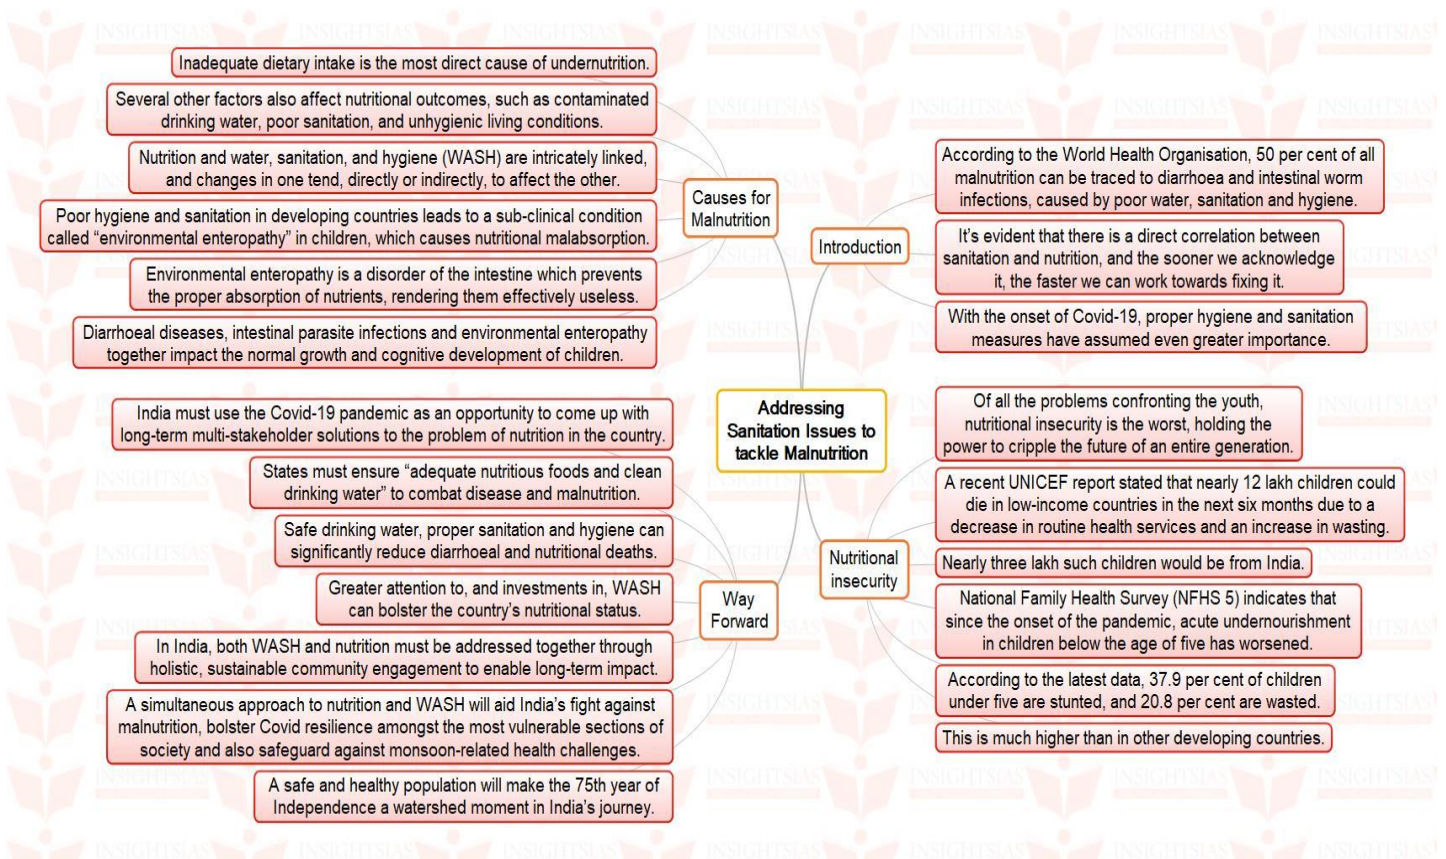 Addressing
Sanitation Issues to
tackle Malnutrition
Introduction
According to the World Health Organisation, 50 per cent of all
malnutrition can be traced to diarrhoea and intestinal worm
infections, caused by poor water, sanitation and hygiene.
It's evident that there is a direct correlation between
sanitation and nutrition, and the sooner we acknowledge
it, the faster we can work towards fixing it.
With the onset of Covid-19, proper hygiene and sanitation
measures have assumed even greater importance.
Nutritional
insecurity
Of all the problems confronting the youth,
nutritional insecurity is the worst, holding the
power to cripple the future of an entire generation.
A recent UNICEF report stated that nearly 12 lakh children could
die in low-income countries in the next six months due to a
decrease in routine health services and an increase in wasting.
Nearly three lakh such children would be from India.
National Family Health Survey (NFHS 5) indicates that
since the onset of the pandemic, acute undernourishment
in children below the age of five has worsened.
According to the latest data, 37.9 per cent of children
under five are stunted, and 20.8 per cent are wasted.
This is much higher than in other developing countries.
Causes for
Malnutrition
Inadequate dietary intake is the most direct cause of undernutrition.
Several other factors also affect nutritional outcomes, such as contaminated
drinking water, poor sanitation, and unhygienic living conditions.
Nutrition and water, sanitation, and hygiene (WASH) are intricately linked,
and changes in one tend, directly or indirectly, to affect the other.
Poor hygiene and sanitation in developing countries leads to a sub-clinical condition
called “environmental enteropathy” in children, which causes nutritional malabsorption.
Environmental enteropathy is a disorder of the intestine which prevents
the proper absorption of nutrients, rendering them effectively useless.
Diarrhoeal diseases, intestinal parasite infections and environmental enteropathy
together impact the normal growth and cognitive development of children.
Way
Forward
India must use the Covid-19 pandemic as an opportunity to come up with
long-term multi-stakeholder solutions to the problem of nutrition in the country.
States must ensure “adequate nutritious foods and clean
drinking water” to combat disease and malnutrition.
Safe drinking water, proper sanitation and hygiene can
significantly reduce diarrhoeal and nutritional deaths.
Greater attention to, and investments in, WASH
can bolster the country's nutritional status.
In India, both WASH and nutrition must be addressed together through
holistic, sustainable community engagement to enable long-term impact.
A simultaneous approach to nutrition and WASH will aid India's fight against
malnutrition, bolster Covid resilience amongst the most vulnerable sections of
society and also safeguard against monsoon-related health challenges.
A safe and healthy population will make the 75th year of
Independence a watershed moment in India's journey.
INSIGHTSIAS